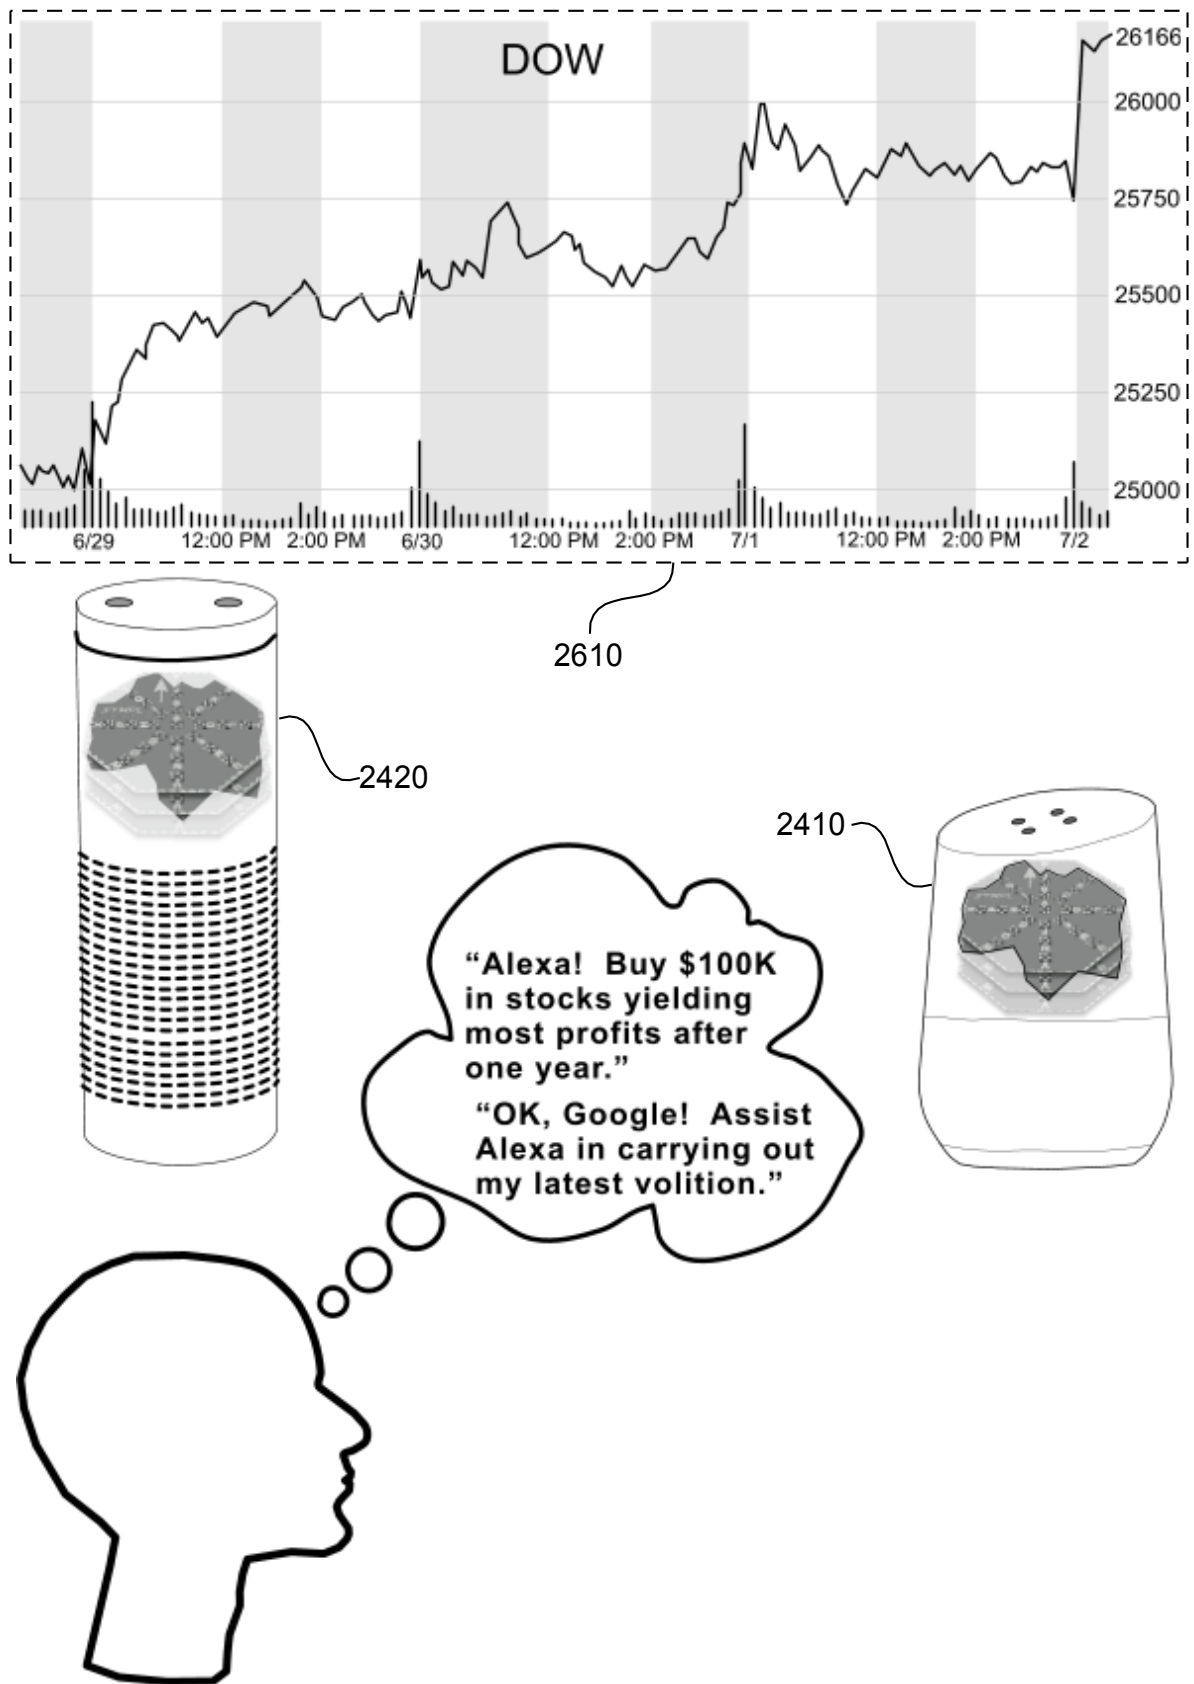 DOW
26166
26000
25750
25500
25250
25000
6/29 12:00 PM 2:00 PM 6/30 12:00 PM 2:00 PM 7/1 12:00 PM 2:00 PM 7/2
2610
2420
2410
“Alexa! Buy $100K
in stocks yielding
most profits after
one year.”
“OK, Google! Assist
Alexa in carrying out
my latest volition.”